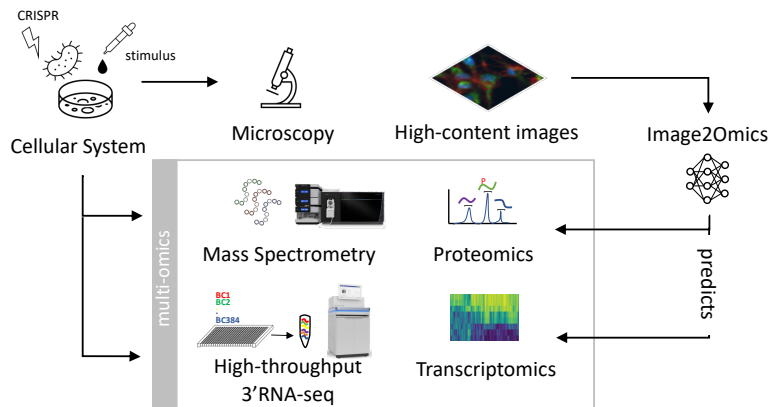 CRISPR
stimulus
Cellular System
Microscopy
High-content images
Image2Omics
multi-omics
Mass Spectrometry
P
Proteomics
predicts
BC1
BC2
.
BC384
High-throughput
3’RNA-seq
Transcriptomics